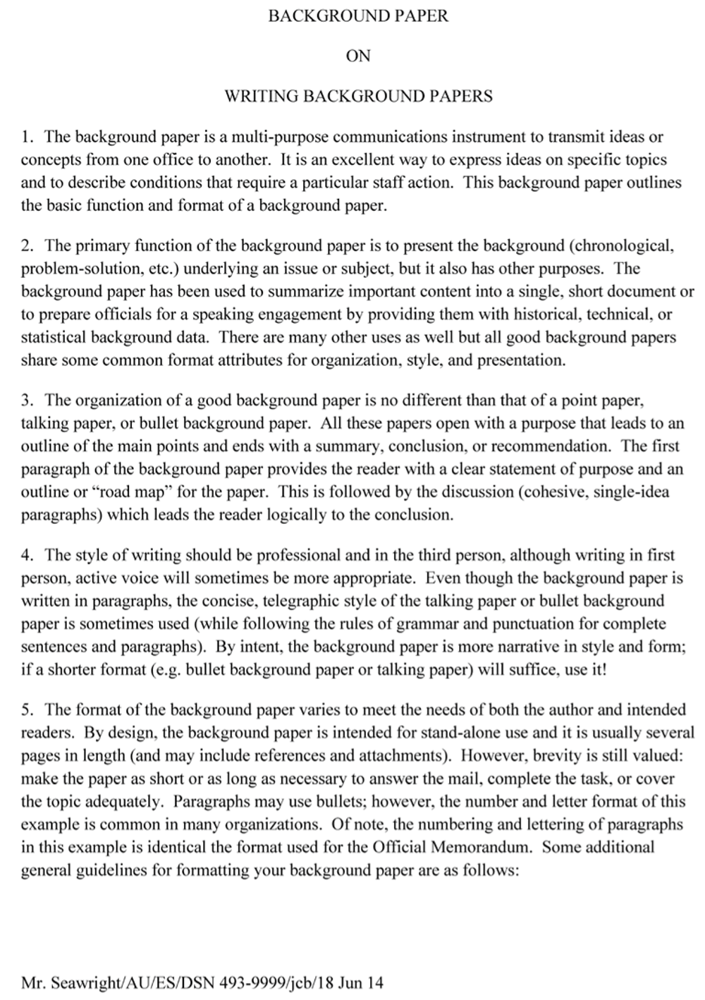 BACKGROUND PAPER
ON
WRITING BACKGROUND PAPERS
1.  The background paper is a multi-purpose communications instrument to transmit ideas or
concepts from one office to another.  It is an excellent way to express ideas on specific topics
and to describe conditions that require a particular staff action.  This background paper outlines
the basic function and format of a background paper.
2.  The primary function of the background paper is to present the background (chronological,
problem-solution, etc.) underlying an issue or subject, but it also has other purposes.  The
background paper has been used to summarize important content into a single, short document or
to prepare officials for a speaking engagement by providing them with historical, technical, or
statistical background data.  There are many other uses as well but all good background papers
share some common format attributes for organization, style, and presentation.
3.  The organization of a good background paper is no different than that of a point paper,
talking paper, or bullet background paper.  All these papers open with a purpose that leads to an
outline of the main points and ends with a summary, conclusion, or recommendation.  The first
paragraph of the background paper provides the reader with a clear statement of purpose and an
outline or “road map” for the paper.  This is followed by the discussion (cohesive, single-idea
paragraphs) which leads the reader logically to the conclusion.
4.  The style of writing should be professional and in the third person, although writing in first
person, active voice will sometimes be more appropriate.  Even though the background paper is
written in paragraphs, the concise, telegraphic style of the talking paper or bullet background
paper is sometimes used (while following the rules of grammar and punctuation for complete
sentences and paragraphs).  By intent, the background paper is more narrative in style and form;
if a shorter format (e.g. bullet background paper or talking paper) will suffice, use it!
5.  The format of the background paper varies to meet the needs of both the author and intended
readers.  By design, the background paper is intended for stand-alone use and it is usually several
pages in length (and may include references and attachments).  However, brevity is still valued:
make the paper as short or as long as necessary to answer the mail, complete the task, or cover
the topic adequately.  Paragraphs may use bullets; however, the number and letter format of this
example is common in many organizations.  Of note, the numbering and lettering of paragraphs
in this example is identical the format used for the Official Memorandum.  Some additional
general guidelines for formatting your background paper are as follows:
Mr. Seawright/AU/ES/DSN 493-9999/jcb/18 Jun 14